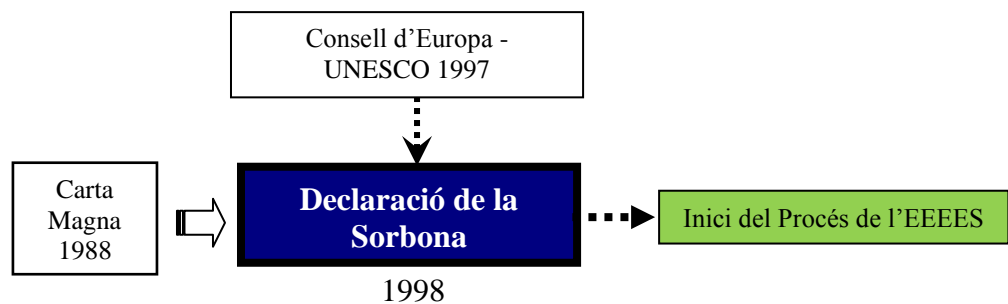 Consell d’Europa -
UNESCO 1997
Carta
Magna
1988
Declaració de la
Sorbona
1998
Inici del Procés de l’EEEES